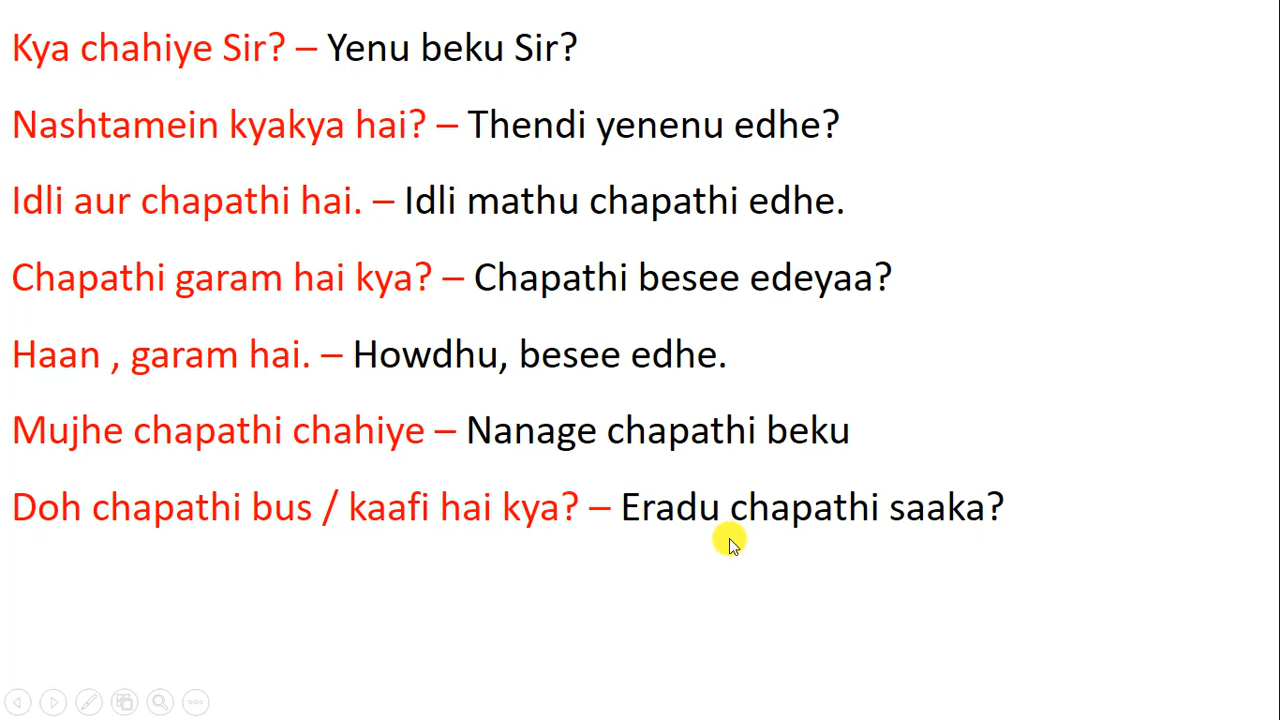 Kya chahiye Sir? – Yenu beku Sir?
Nashtamein kyakya hai? – Thendi yenenu edhe?
Idli aur chapathi hai. – Idli mathu chapathi edhe.
Chapathi garam hai kya? – Chapathi besee edeyaa?
Haan , garam hai. – Howdhu, besee edhe.
Mujhe chapathi chahiye – Nanage chapathi beku
Doh chapathi bus / kaafi hai kya? – Eradu chapathi saaka?